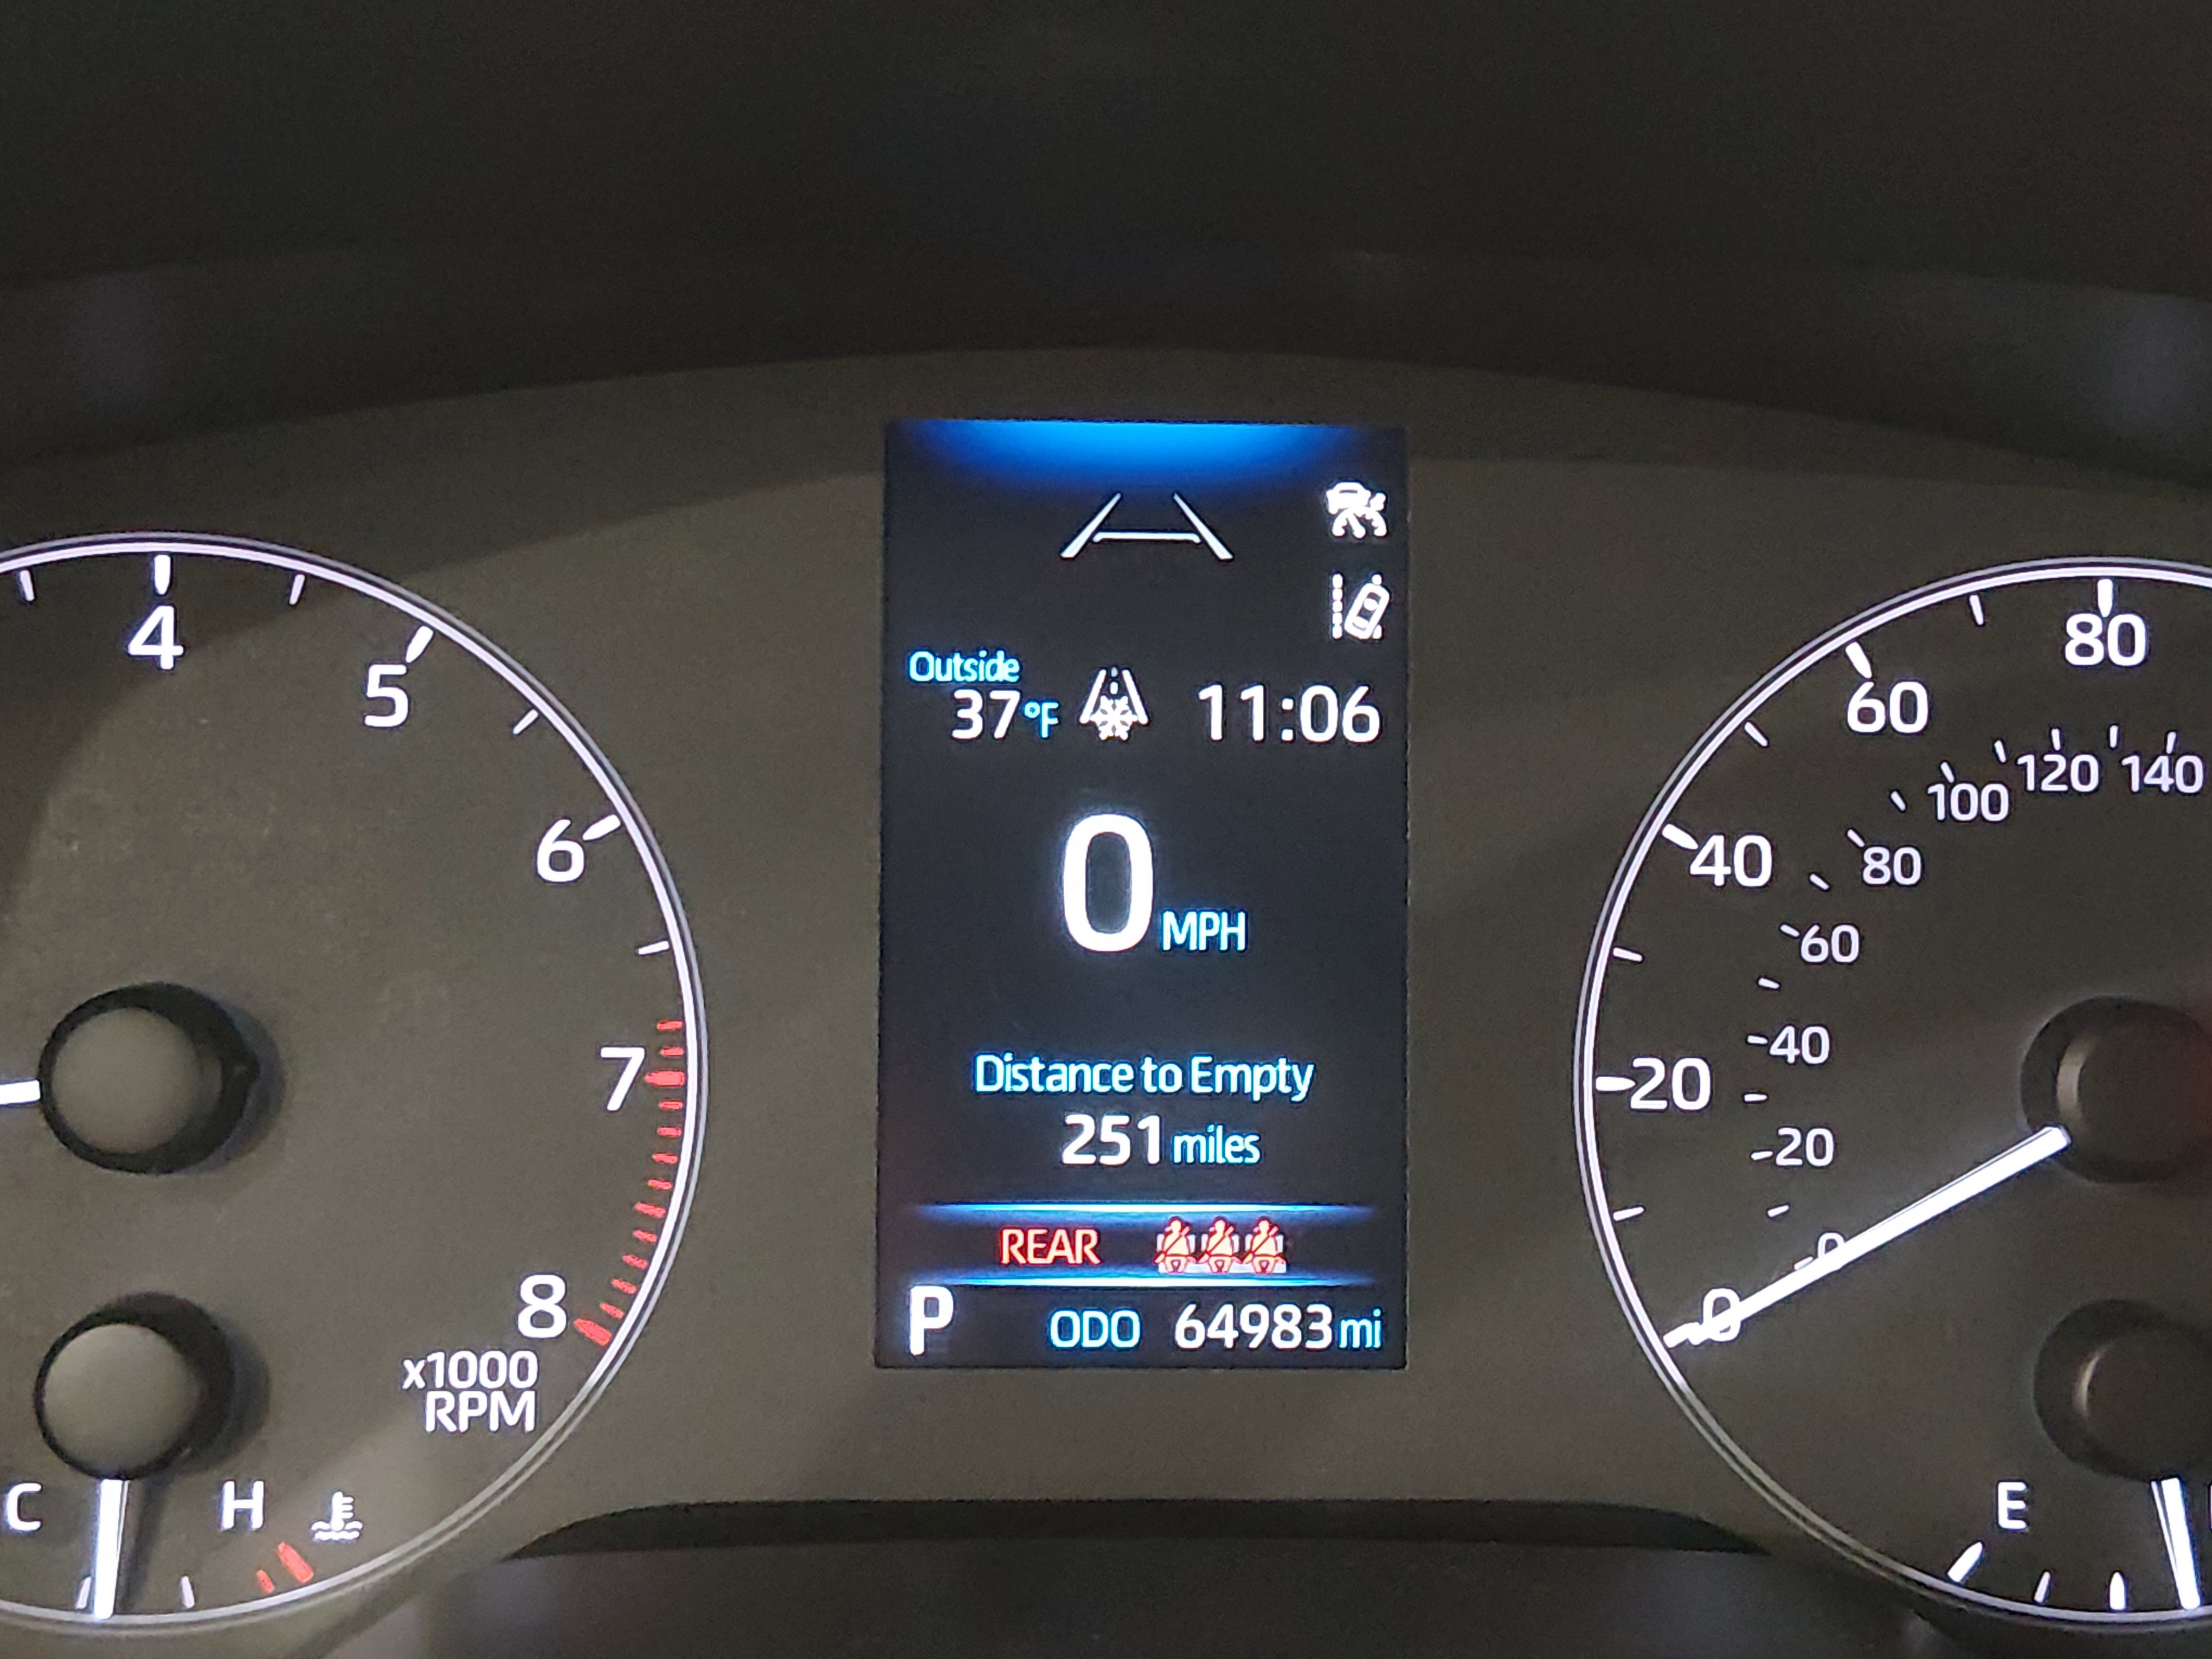 4
5
6
7
8
x1000
RPM
C
H
Outside
37°F
11:06
0 MPH
Distance to Empty
251 miles
REAR
P
ODO 64983 mi
80
60
40
20
0
140
120
100
80
60
40
20
0
E